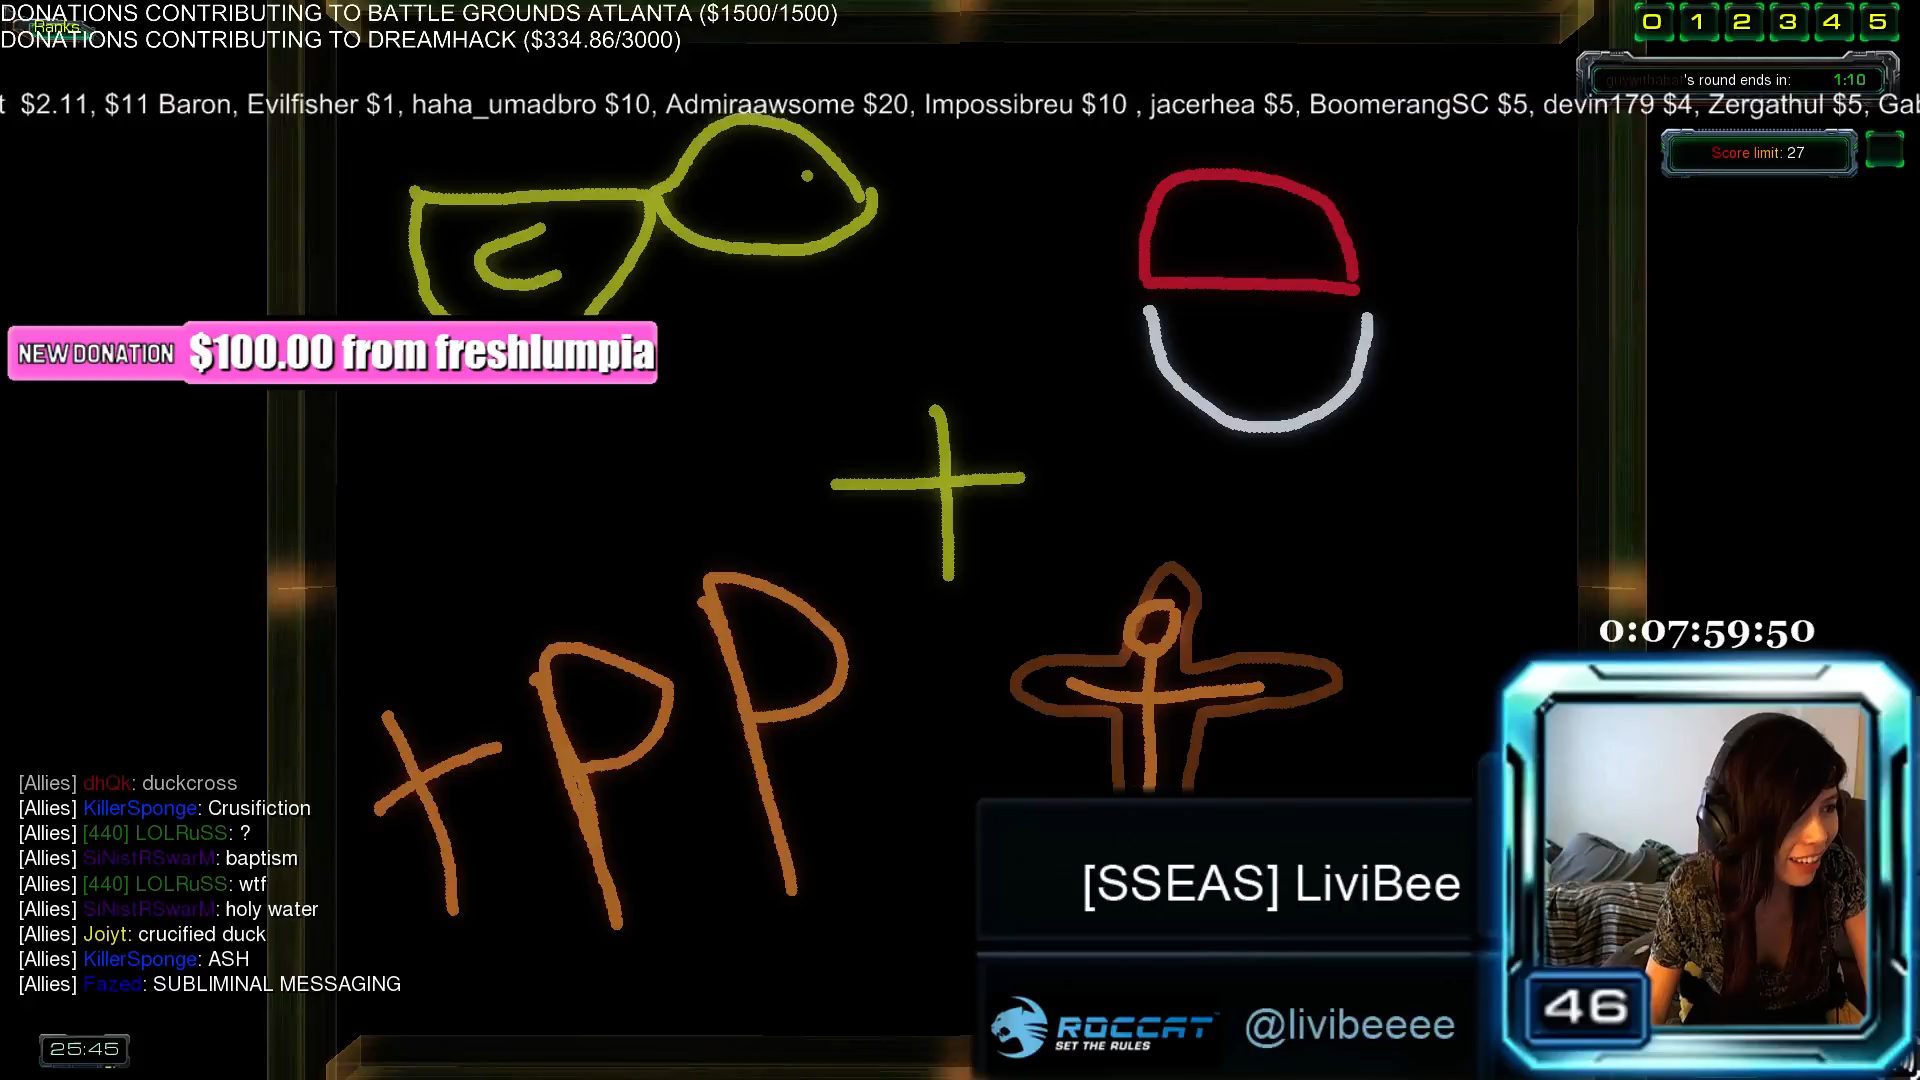 DONATIONS CONTRIBUTING TO BATTLE GROUNDS ATLANTA ($1500/1500)
Ranks
DONATIONS CONTRIBUTING TO DREAMHACK ($334.86/3000)
0 1 2 3 4 5
guywithabat's round ends in: 1:10
t $2.11, $11 Baron, Evilfisher $1, haha_umadbro $10, Admiraawsome $20, Impossibreu $10 , jacerhea $5, BoomerangSC $5, devin179 $4, Zergathul $5, Gab
Score limit: 27
NEW DONATION $100.00 from freshlumpia
+PP
0:07:59:50
[Allies] dhQk: duckcross
[Allies] KillerSponge: Crusifiction
[Allies] [440] LOLRuSS: ?
[Allies] SiNistRSwarM: baptism
[Allies] [440] LOLRuSS: wtf
[Allies] SiNistRSwarM: holy water
[Allies] Joiyt: crucified duck
[Allies] KillerSponge: ASH
[Allies] Fazed: SUBLIMINAL MESSAGING
25:45
[SSEAS] LiviBee
ROCCAT
SET THE RULES
@livibeeee
46